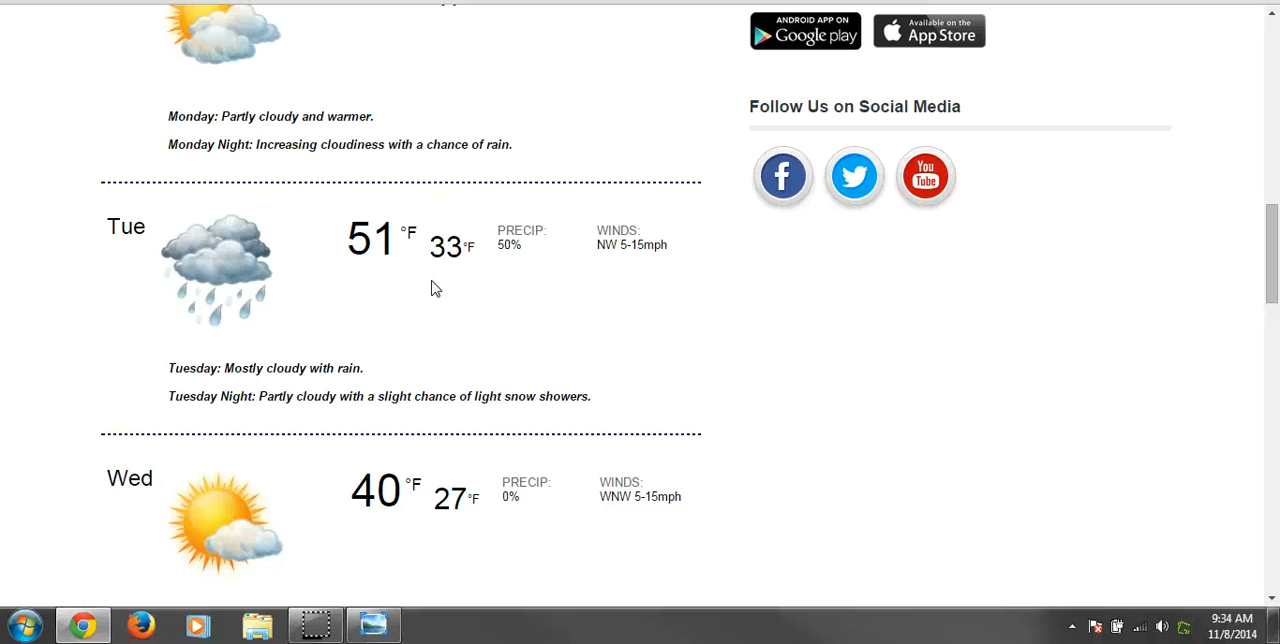 ANDROID APP ON
Google play
Available on the
App Store
Follow Us on Social Media
f
You
Tube
Monday: Partly cloudy and warmer.
Monday Night: Increasing cloudiness with a chance of rain.
Tue
51 °F 33 °F
PRECIP:
50%
WINDS:
NW 5-15mph
Tuesday: Mostly cloudy with rain.
Tuesday Night: Partly cloudy with a slight chance of light snow showers.
Wed
40 °F 27 °F
PRECIP:
0%
WINDS:
WNW 5-15mph
9:34 AM
11/8/2014